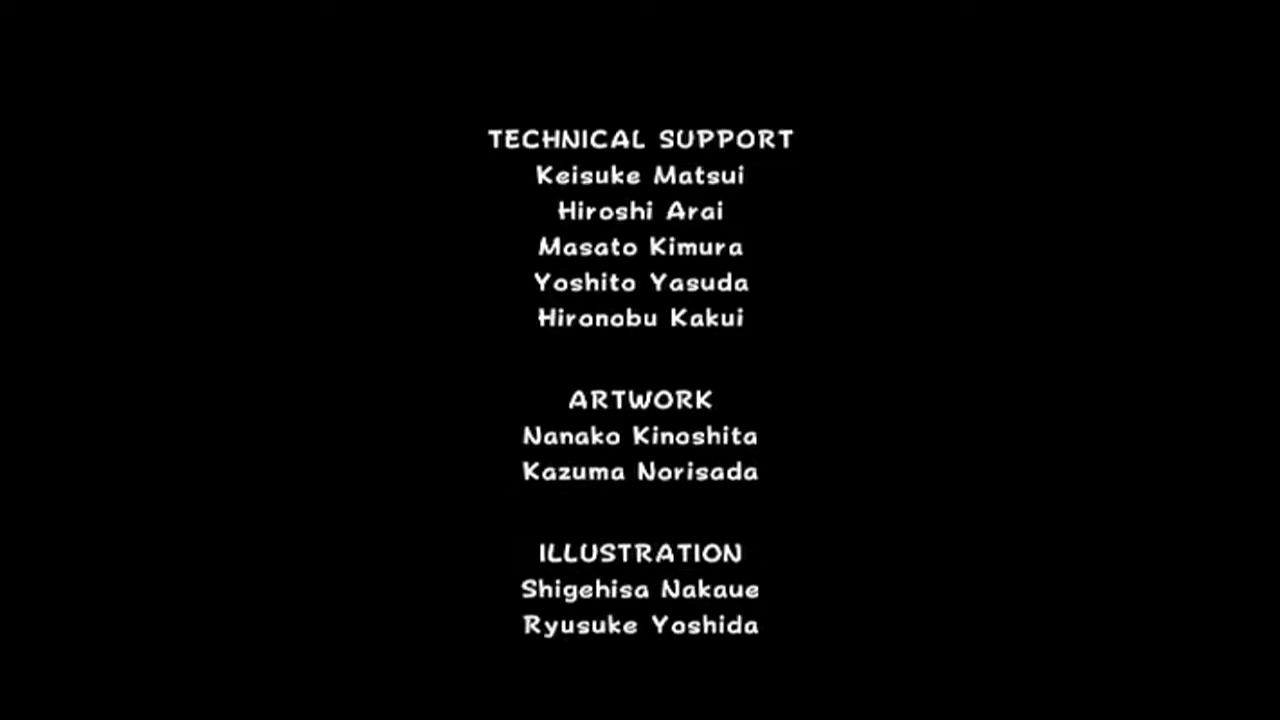 TECHNICAL SUPPORT
Keisuke Matsui
Hiroshi Arai
Masato Kimura
Yoshito Yasuda
Hironobu Kakui
ARTWORK
Nanako Kinoshita
Kazuma Norisada
ILLUSTRATION
Shigehisa Nakaue
Ryusuke Yoshida